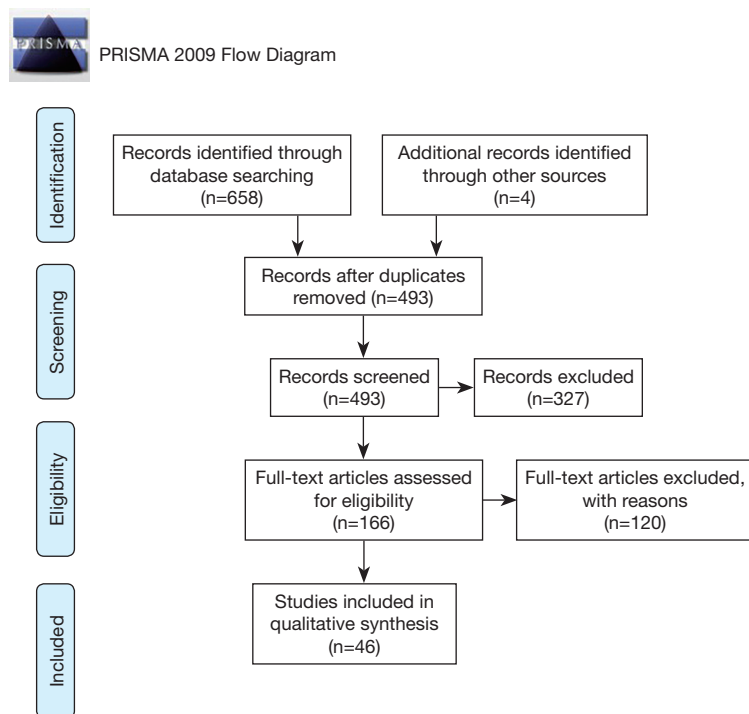 PRISMA
PRISMA 2009 Flow Diagram
Identification
Records identified through
database searching
(n=658)
Additional records identified
through other sources
(n=4)
Screening
Records after duplicates
removed (n=493)
Records screened
(n=493)
Records excluded
(n=327)
Eligibility
Full-text articles assessed
for eligibility
(n=166)
Full-text articles excluded,
with reasons
(n=120)
Included
Studies included in
qualitative synthesis
(n=46)